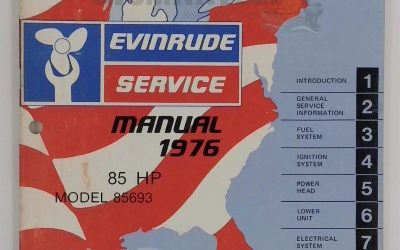 EVINRUDE
SERVICE
MANUAL
1976
85 HP
MODEL 85693
INTRODUCTION 1
GENERAL
SERVICE
INFORMATION 2
FUEL
SYSTEM 3
IGNITION
SYSTEM 4
POWER
HEAD 5
LOWER
UNIT 6
ELECTRICAL
SYSTEM 7